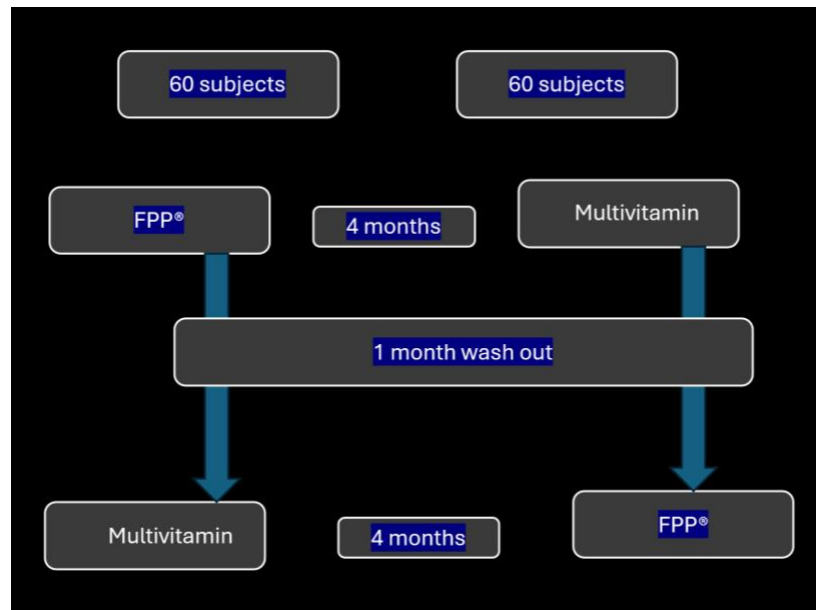 60 subjects
60 subjects
FPP®
4 months
Multivitamin
1 month wash out
Multivitamin
4 months
FPP®